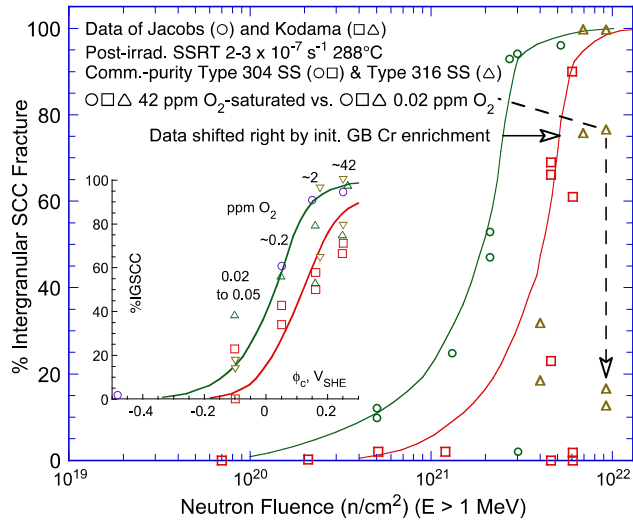 Data of Jacobs (○) and Kodama (□△)
Post-irrad. SSRT 2-3 x 10⁻⁷ s⁻¹ 288°C
Comm.-purity Type 304 SS (○□) & Type 316 SS (△)
○□△ 42 ppm O₂-saturated vs. ○□△ 0.02 ppm O₂
Data shifted right by init. GB Cr enrichment
% Intergranular SCC Fracture
100
80
60
40
20
0
10¹⁹
10²⁰
10²¹
10²²
Neutron Fluence (n/cm²) (E > 1 MeV)
%IGSCC
100
80
60
40
20
0
~2
~42
ppm O₂
~0.2
0.02
to 0.05
ϕc, VSHE
-0.4
-0.2
0
0.2